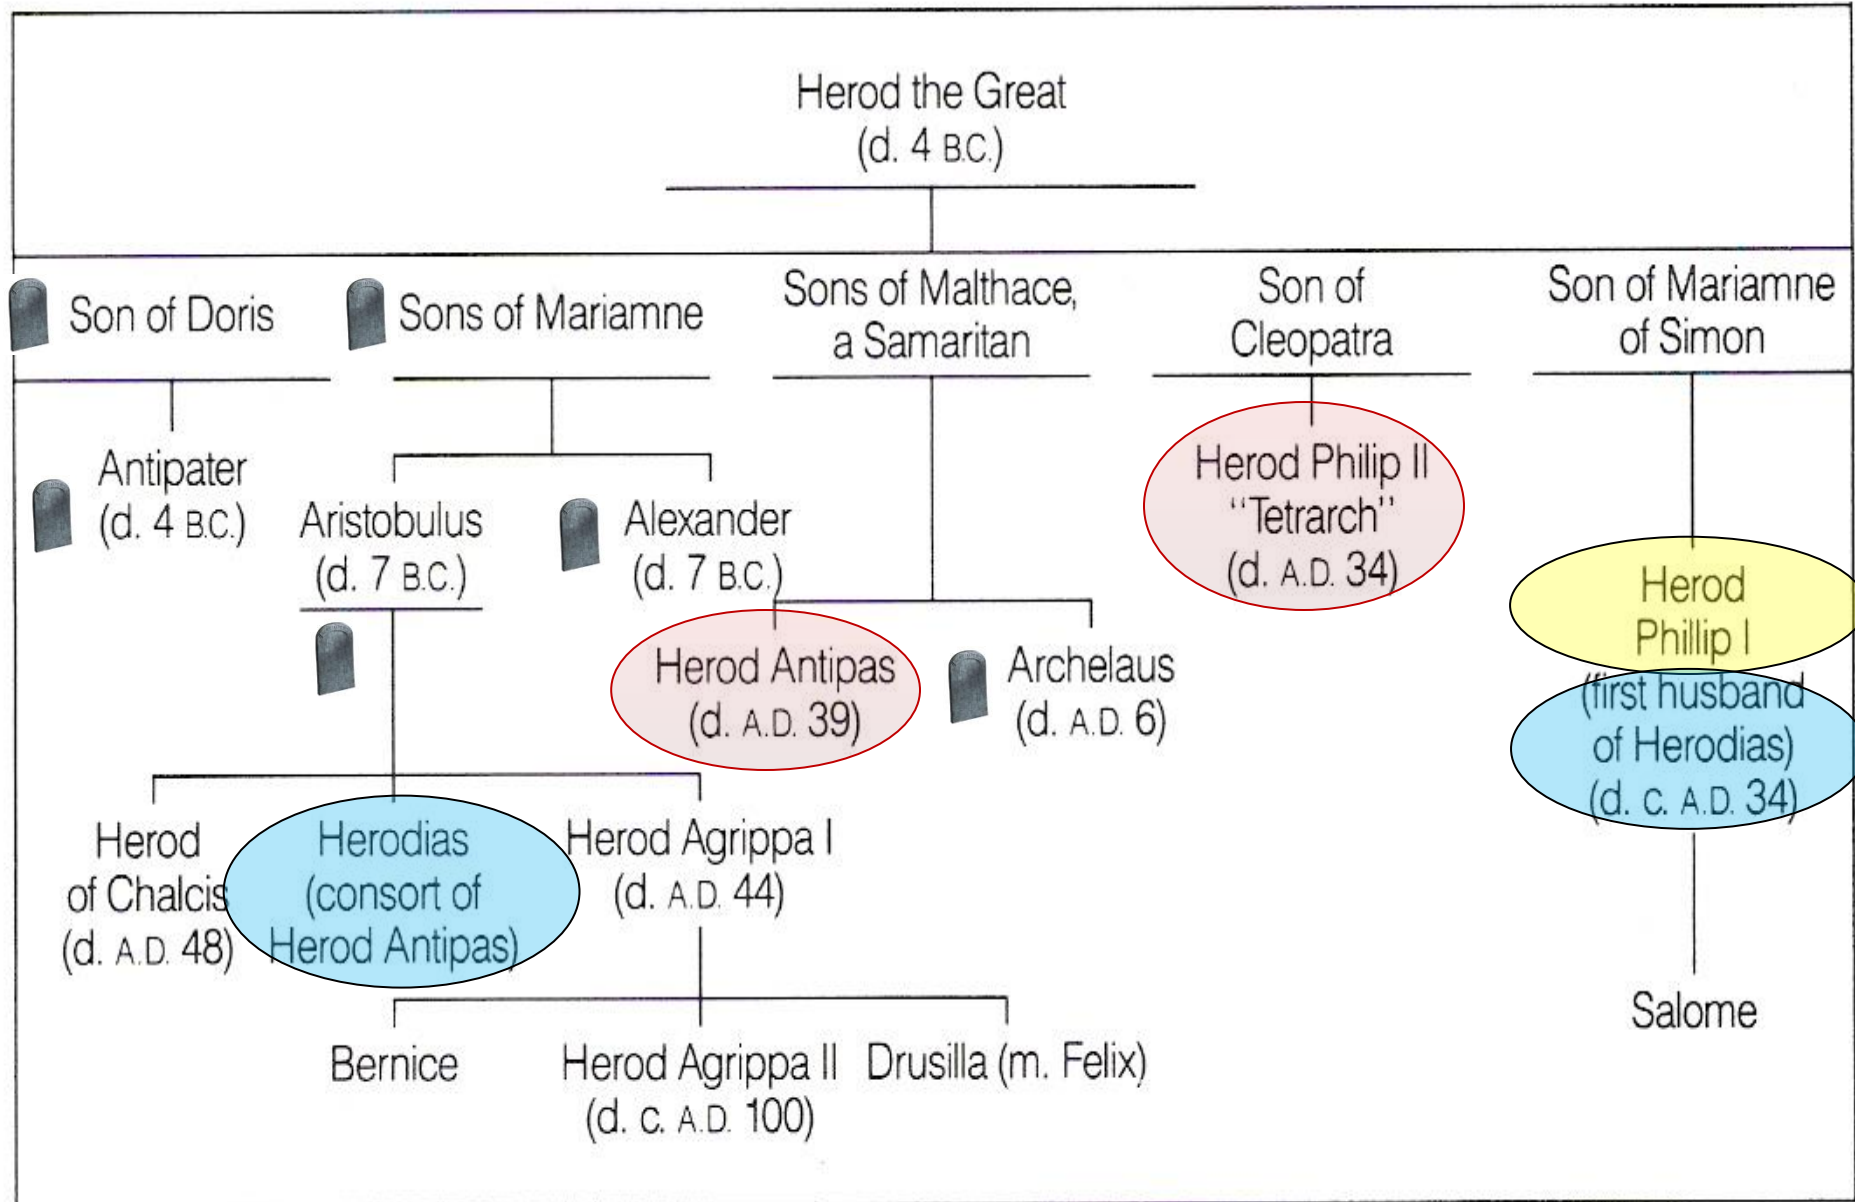 Herod the Great
(d. 4 B.C.)
Son of Doris
Sons of Mariamne
Sons of Malthace,
a Samaritan
Son of
Cleopatra
Son of Mariamne
of Simon
Antipater
(d. 4 B.C.)
Aristobulus
(d. 7 B.C.)
Alexander
(d. 7 B.C.)
Herod Antipas
(d. A.D. 39)
Archelaus
(d. A.D. 6)
Herod Philip II
“Tetrarch”
(d. A.D. 34)
Herod
Phillip I
(first husband
of Herodias)
(d. c. A.D. 34)
Herod
of Chalcis
(d. A.D. 48)
Herodias
(consort of
Herod Antipas)
Herod Agrippa I
(d. A.D. 44)
Salome
Bernice
Herod Agrippa II
(d. c. A.D. 100)
Drusilla (m. Felix)